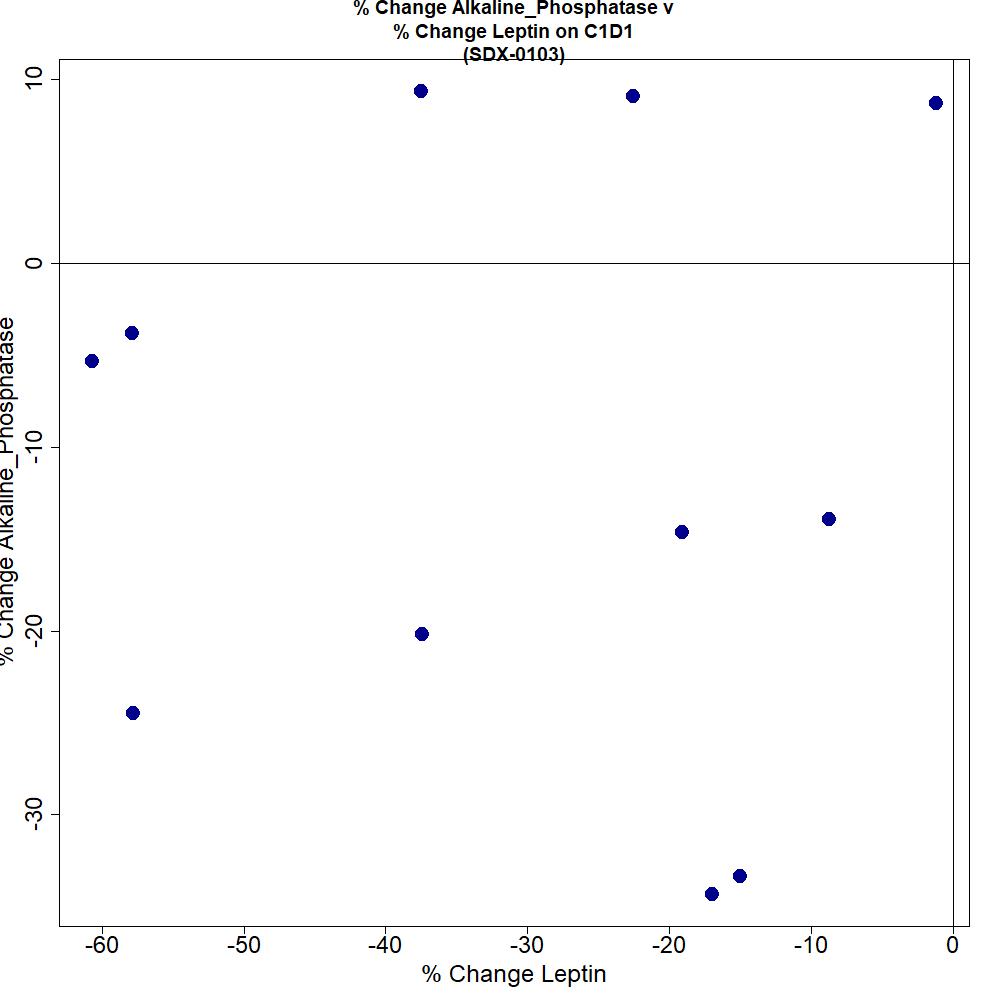 % Change Alkaline_Phosphatase v
% Change Leptin on C1D1
(SDX-0103)
% Change Alkaline_Phosphatase
10
0
-10
-20
-30
-60
-50
-40
-30
-20
-10
0
% Change Leptin